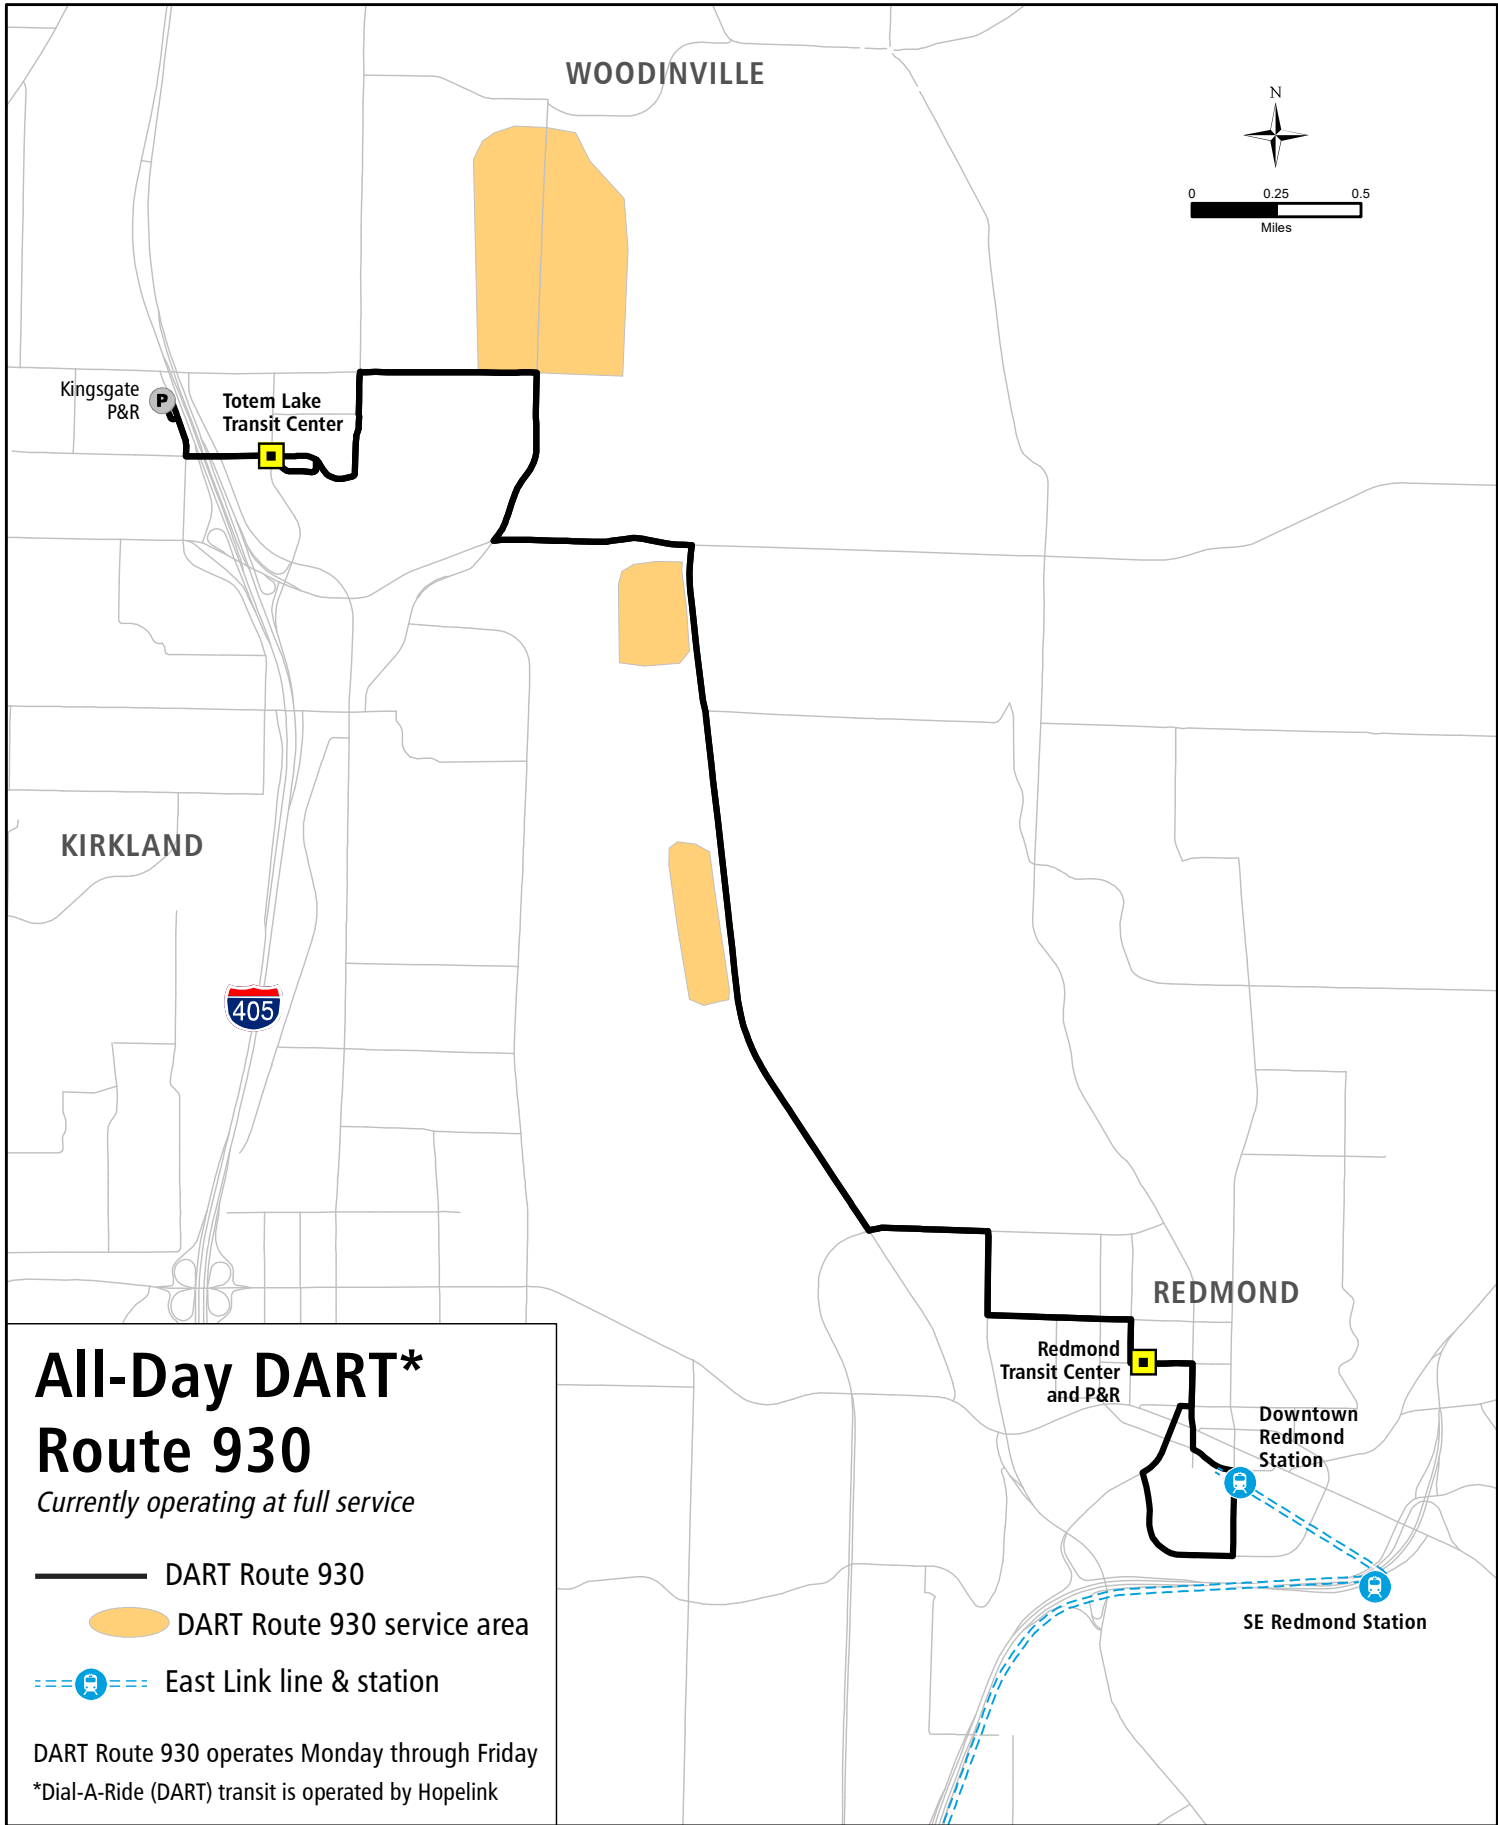 WOODINVILLE
N
0 0.25 0.5
Miles
Kingsgate
P&R
P
Totem Lake
Transit Center
KIRKLAND
405
REDMOND
Redmond
Transit Center
and P&R
Downtown
Redmond
Station
SE Redmond Station
All-Day DART*
Route 930
Currently operating at full service
DART Route 930
DART Route 930 service area
East Link line & station
DART Route 930 operates Monday through Friday
*Dial-A-Ride (DART) transit is operated by Hopelink